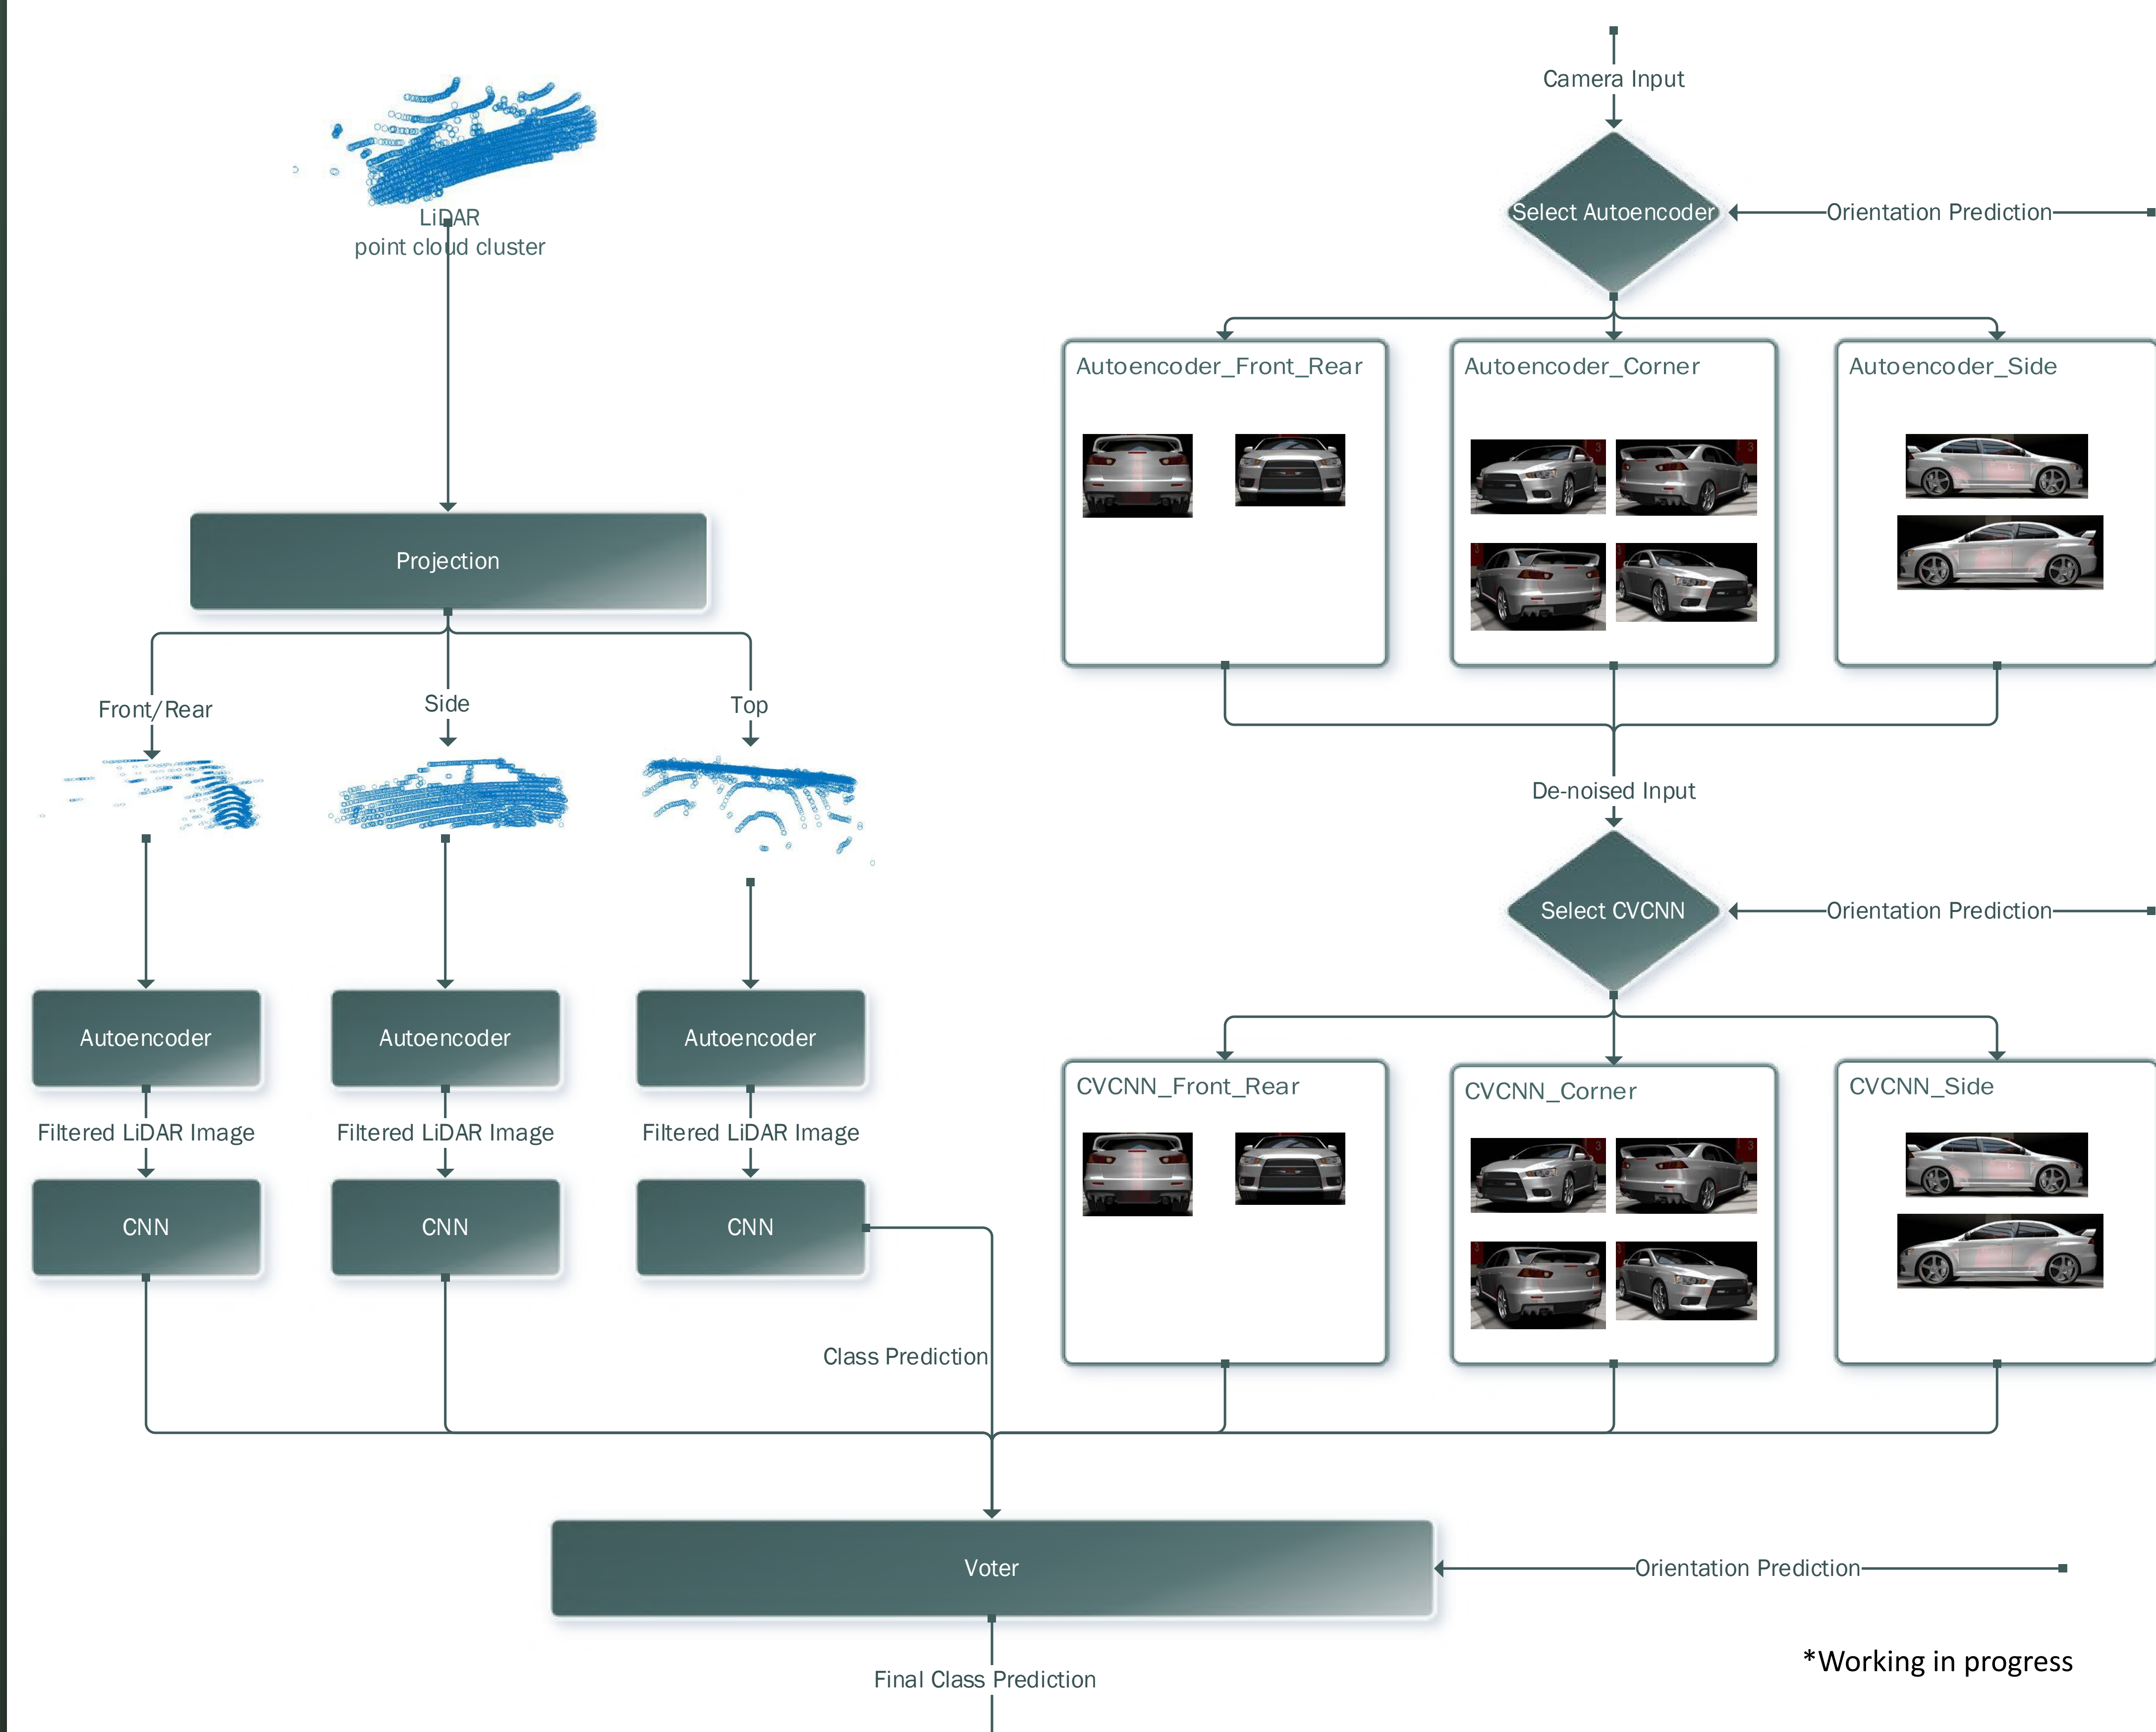 LiDAR
point cloud cluster
Projection
Front/Rear
Side
Top
Autoencoder
Autoencoder
Autoencoder
Filtered LiDAR Image
Filtered LiDAR Image
Filtered LiDAR Image
CNN
CNN
CNN
Class Prediction
Camera Input
Select Autoencoder
Orientation Prediction
Autoencoder_Front_Rear
Autoencoder_Corner
Autoencoder_Side
De-noised Input
Select CVCNN
Orientation Prediction
CVCNN_Front_Rear
CVCNN_Corner
CVCNN_Side
Voter
Orientation Prediction
Final Class Prediction
*Working in progress